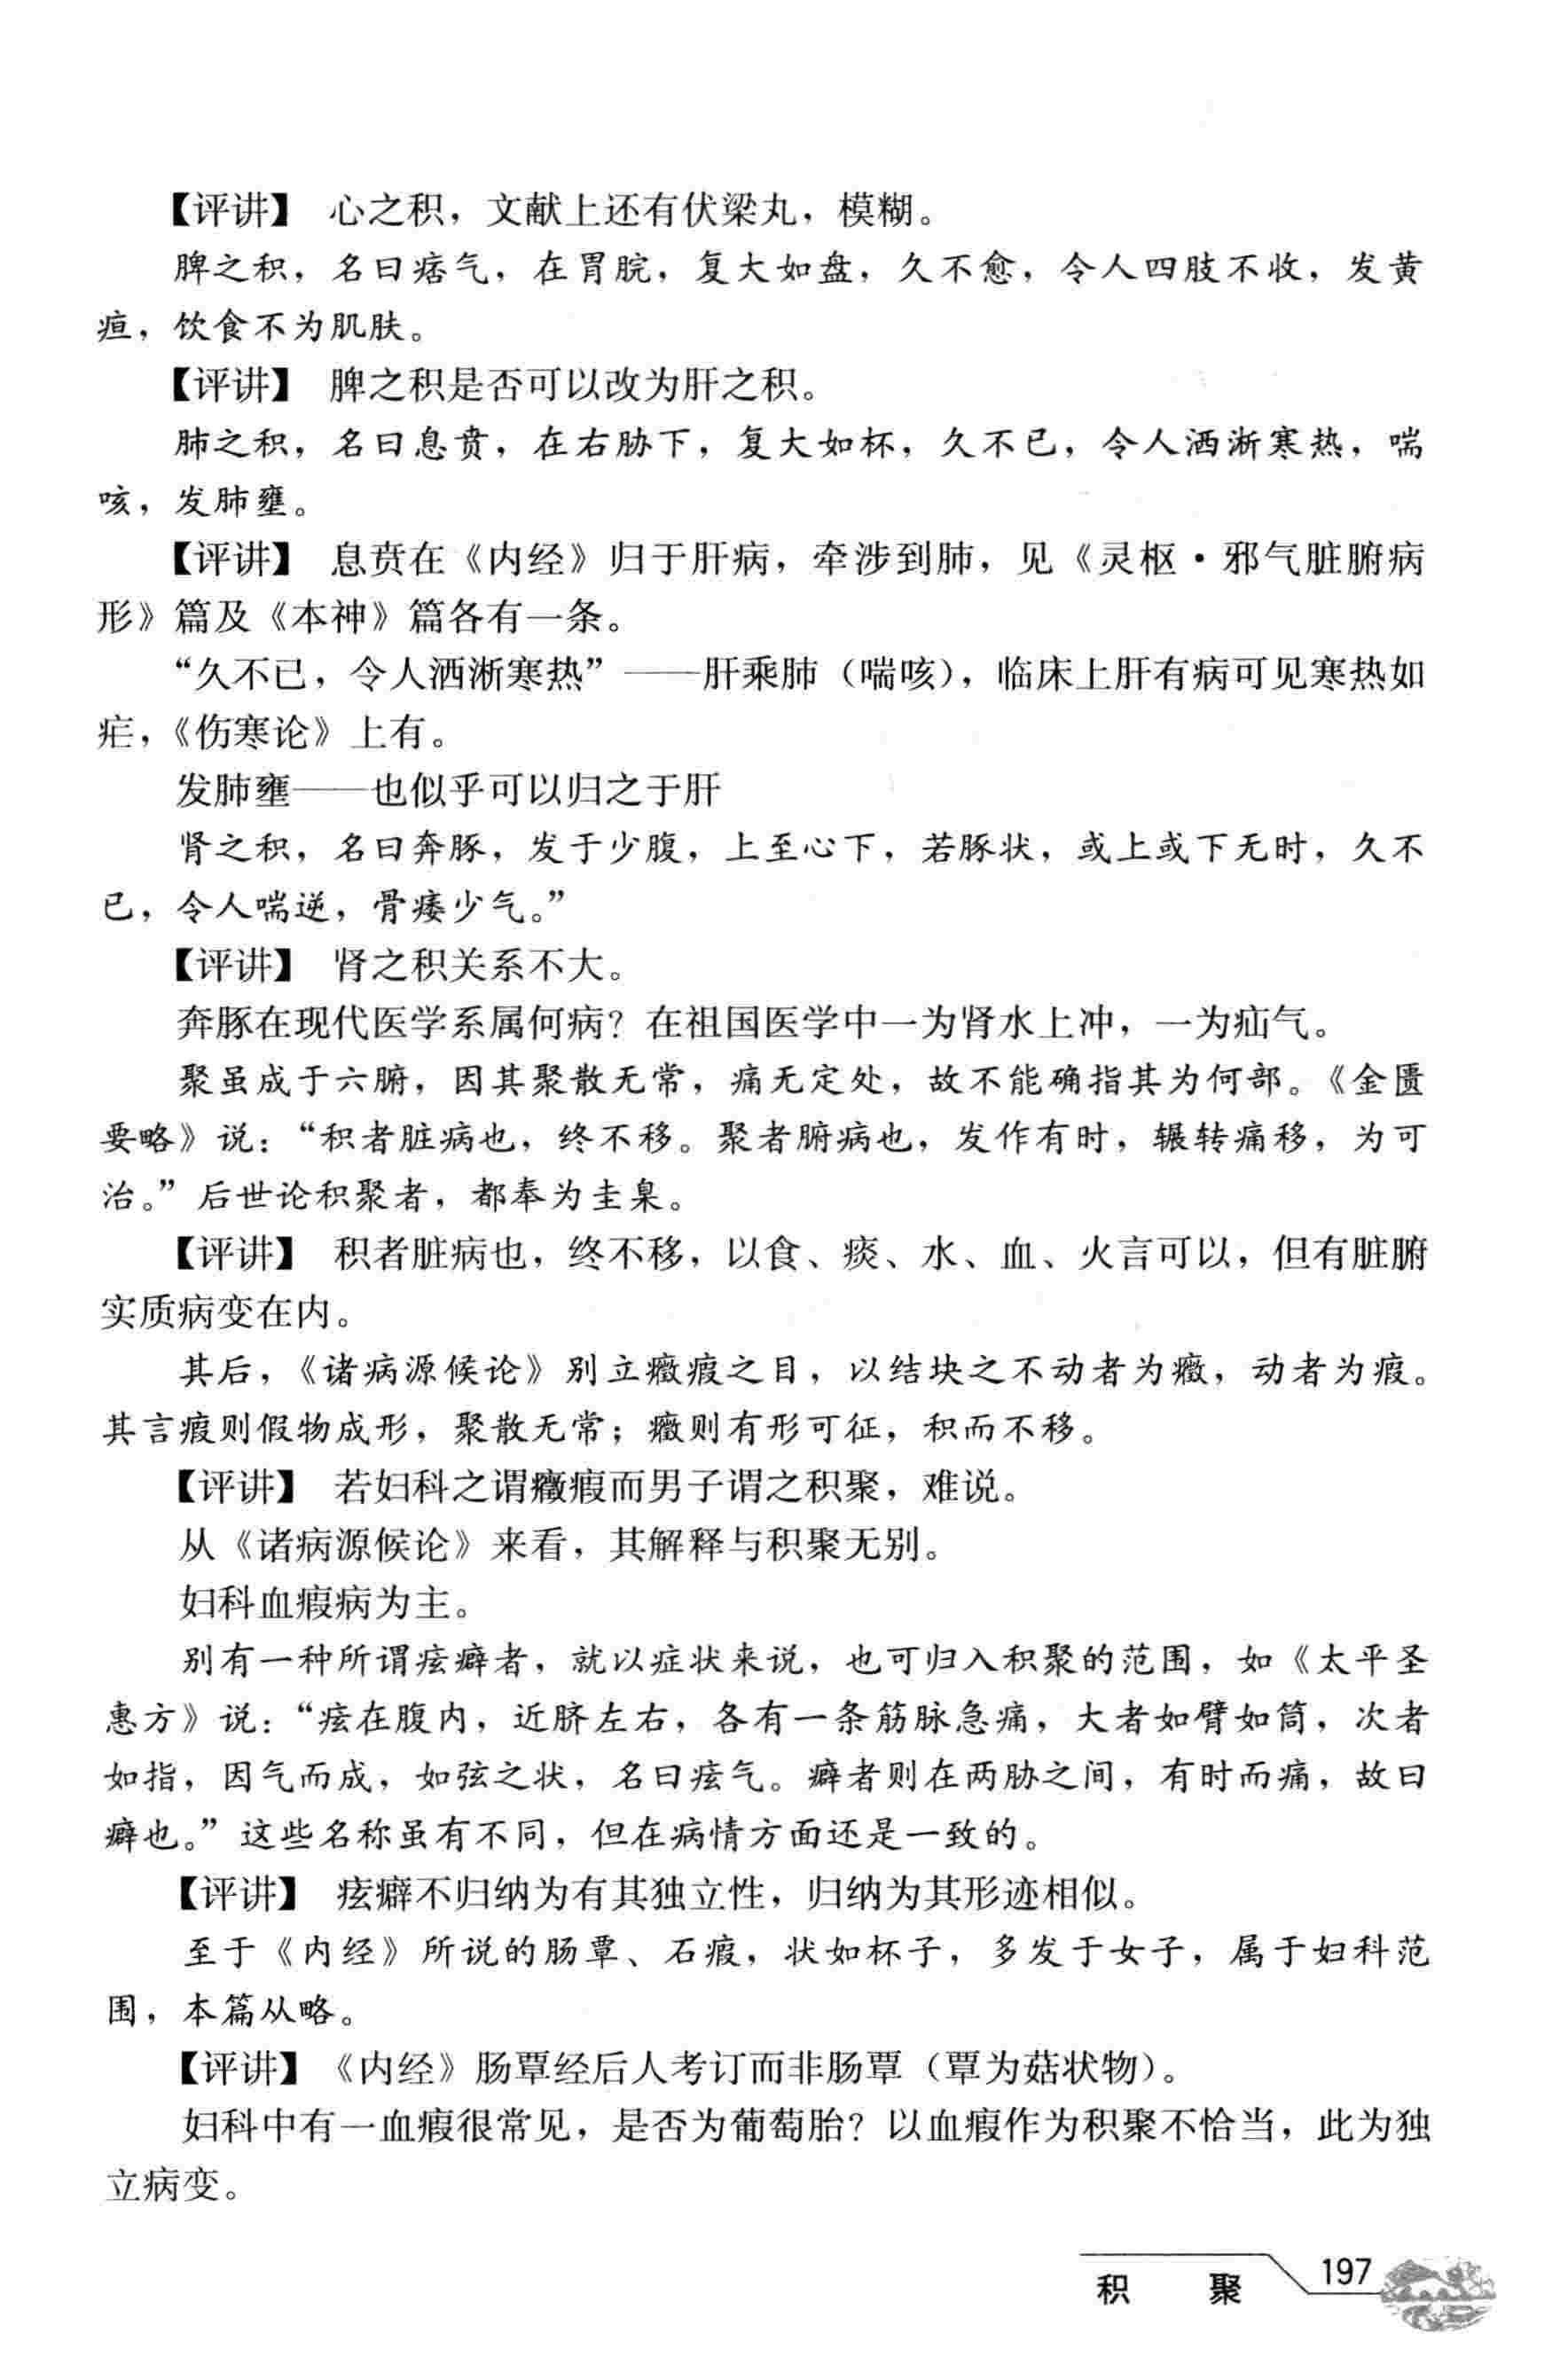 【评讲】 心之积，文献上还有伏梁丸，模糊。
脾之积，名曰痞气，在胃脘，复大如盘，久不愈，令人四肢不收，发黄
疸，饮食不为肌肤。
【评讲】 脾之积是否可以改为肝之积。
肺之积，名曰息贲，在右胁下，复大如杯，久不已，令人洒淅寒热，喘
咳，发肺壅。
【评讲】 息贲在《内经》归于肝病，牵涉到肺，见《灵枢·邪气脏腑病
形》篇及《本神》篇各有一条。
“久不已，令人洒淅寒热”——肝乘肺（喘咳），临床上肝有病可见寒热如
疟，《伤寒论》上有。
发肺壅——也似乎可以归之于肝
肾之积，名曰奔豚，发于少腹，上至心下，若豚状，或上或下无时，久不
已，令人喘逆，骨痿少气。”
【评讲】 肾之积关系不大。
奔豚在现代医学系属何病？在祖国医学中一为肾水上冲，一为疝气。
聚虽成于六腑，因其聚散无常，痛无定处，故不能确指其为何部。《金匮
要略》说：“积者脏病也，终不移。聚者腑病也，发作有时，辗转痛移，为可
治。”后世论积聚者，都奉为圭臬。
【评讲】 积者脏病也，终不移，以食、痰、水、血、火言可以，但有脏腑
实质病变在内。
其后，《诸病源候论》别立癥瘕之目，以结块之不动者为癥，动者为瘕。
其言瘕则假物成形，聚散无常；癥则有形可征，积而不移。
【评讲】 若妇科之谓癥瘕而男子谓之积聚，难说。
从《诸病源候论》来看，其解释与积聚无别。
妇科血瘕病为主。
别有一种所谓痃癖者，就以症状来说，也可归入积聚的范围，如《太平圣
惠方》说：“痃在腹内，近脐左右，各有一条筋脉急痛，大者如臂如筒，次者
如指，因气而成，如弦之状，名曰痃气。癖者则在两胁之间，有时而痛，故曰
癖也。”这些名称虽有不同，但在病情方面还是一致的。
【评讲】 痃癖不归纳为有其独立性，归纳为其形迹相似。
至于《内经》所说的肠覃、石瘕，状如杯子，多发于女子，属于妇科范
围，本篇从略。
【评讲】《内经》肠覃经后人考订而非肠覃（覃为菇状物）。
妇科中有一血瘕很常见，是否为葡萄胎？以血瘕作为积聚不恰当，此为独
立病变。
积 聚 197